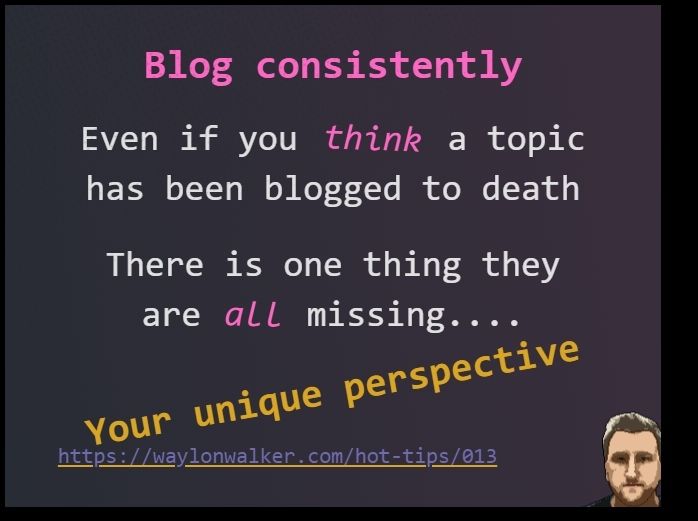 Blog consistently
Even if you think a topic
has been blogged to death
There is one thing they
are all missing....
Your unique perspective
https://waylonwalker.com/hot-tips/013